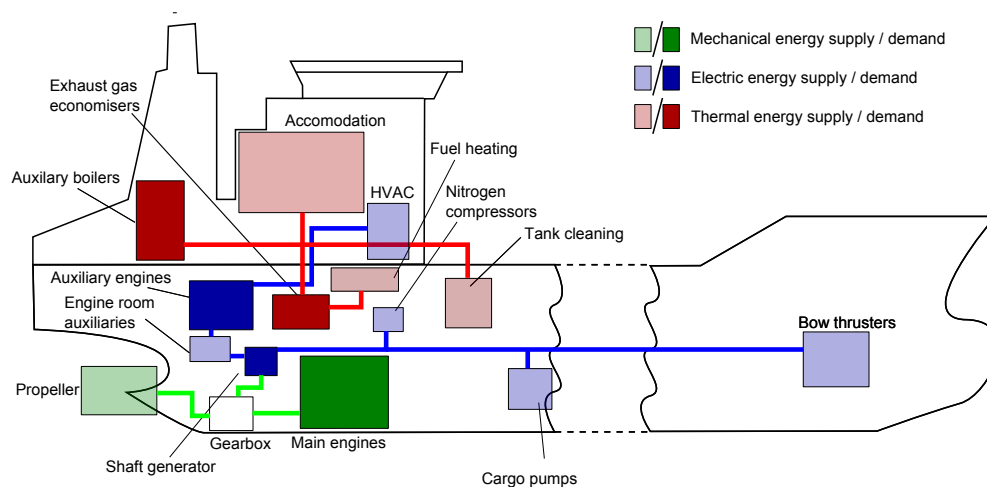 Mechanical energy supply / demand
Electric energy supply / demand
Thermal energy supply / demand
Exhaust gas
economisers
Accomodation
Fuel heating
Auxilary boilers
HVAC
Nitrogen
compressors
Tank cleaning
Auxiliary engines
Engine room
auxiliaries
Bow thrusters
Propeller
Gearbox
Main engines
Shaft generator
Cargo pumps